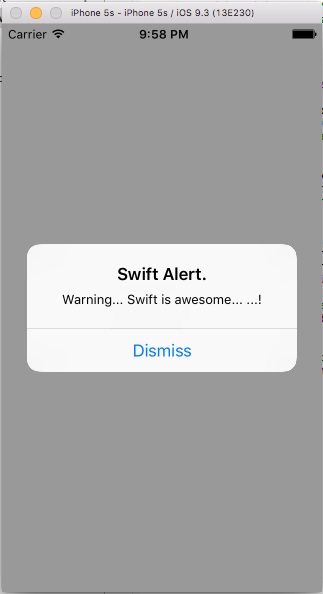 iPhone 5s - iPhone 5s / iOS 9.3 (13E230)
Carrier 9:58 PM
Swift Alert.
Warning... Swift is awesome... ...!
Dismiss